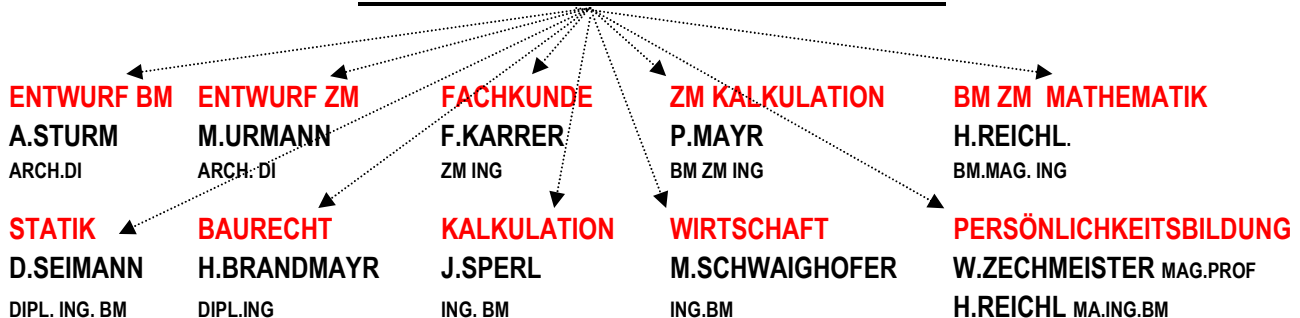 ENTWURF BM ENTWURF ZM FACHKUNDE ZM KALKULATION BM ZM MATHEMATIK
A.STURM M.URMANN F.KARRER P.MAYR H.REICHL.
ARCH.DI ARCH. DI ZM ING BM ZM ING BM.MAG. ING
STATIK BAURECHT KALKULATION WIRTSCHAFT PERSÖNLICHKEITSBILDUNG
D.SEIMANN H.BRANDMAYR J.SPERL M.SCHWAIGHOFER W.ZECHMEISTER MAG.PROF
DIPL. ING. BM DIPL.ING ING. BM ING.BM H.REICHL MA.ING.BM